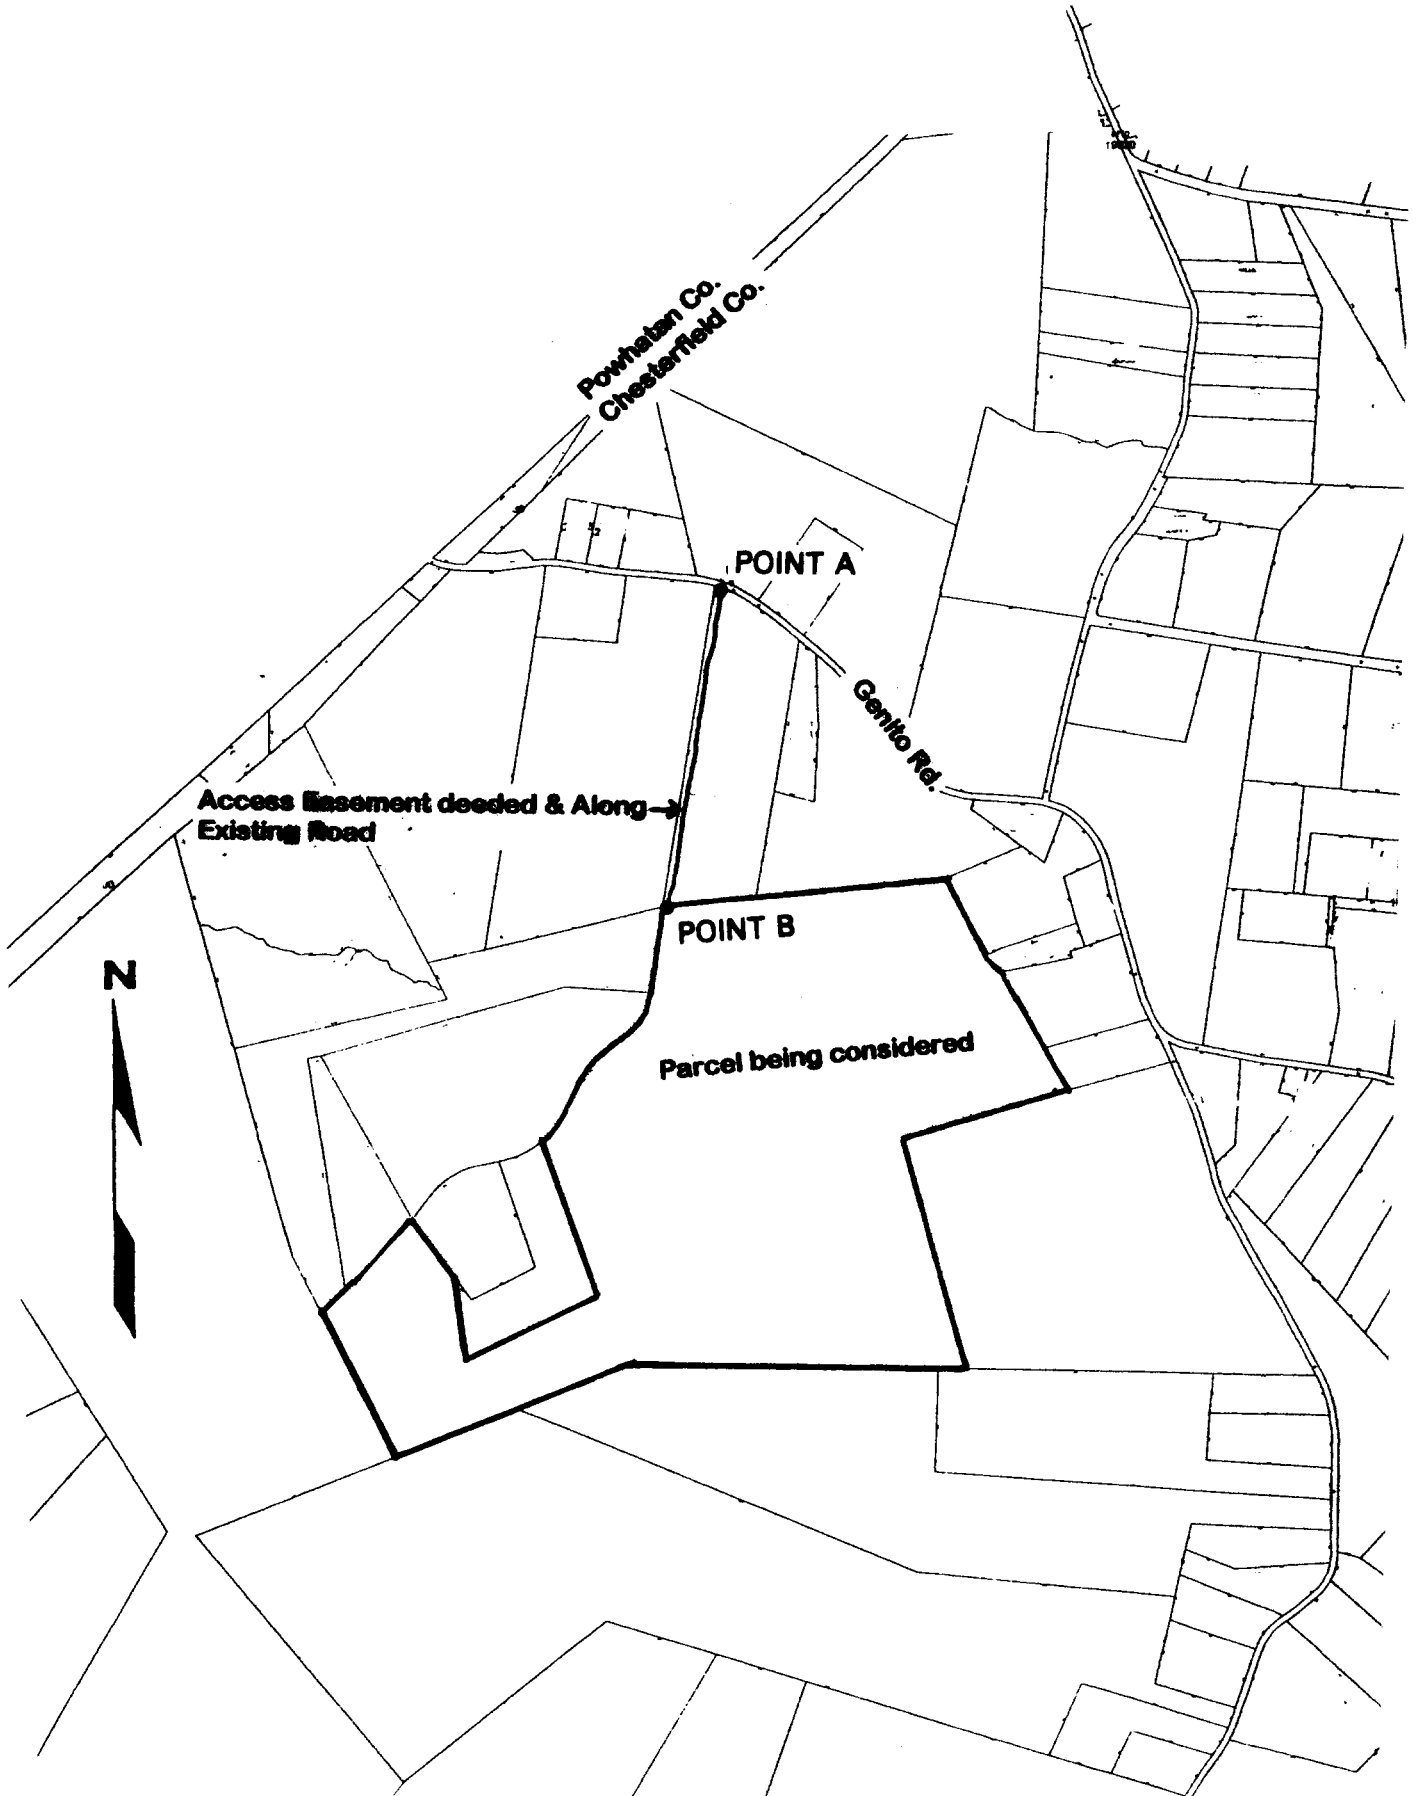 Powhatan Co.
Chesterfield Co.
POINT A
Genito Rd.
Access Easement deeded & Along
Existing Road
POINT B
N
Parcel being considered